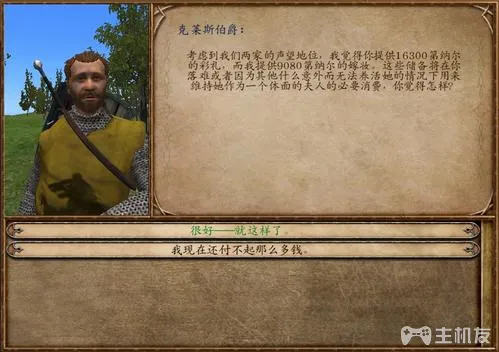 克莱斯伯爵：
考虑到我们两家的声望地位，我觉得你提供16300第纳尔
的彩礼，而我提供9080第纳尔的嫁妆。这些储备将在你
落难或者因为其他什么意外而无法养活她的情况下用来
维持她作为一个体面的夫人的必要消费，你觉得怎样?
很好——就这样了。
我现在还付不起那么多钱。
主机友